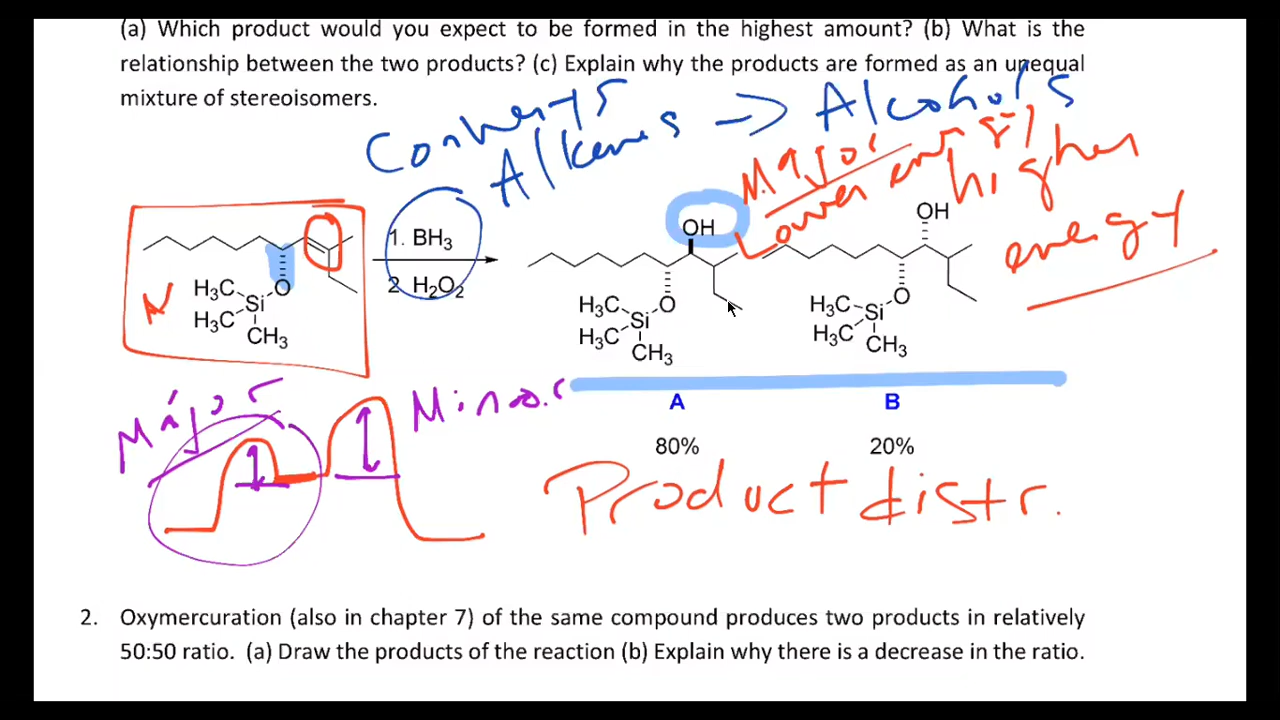 (a) Which product would you expect to be formed in the highest amount? (b) What is the
relationship between the two products? (c) Explain why the products are formed as an unequal
mixture of stereoisomers.
Converts
Alkenes -> Alcohols
Major
Lower energy
higher
energy
OH
OH
1. BH3
2. H2O2
H3C
Si
O
H3C
CH3
H3C
Si
O
H3C
CH3
H3C
Si
O
H3C
CH3
Major
Minor
A
B
80%
20%
Product distr.
2. Oxymercuration (also in chapter 7) of the same compound produces two products in relatively
50:50 ratio. (a) Draw the products of the reaction (b) Explain why there is a decrease in the ratio.